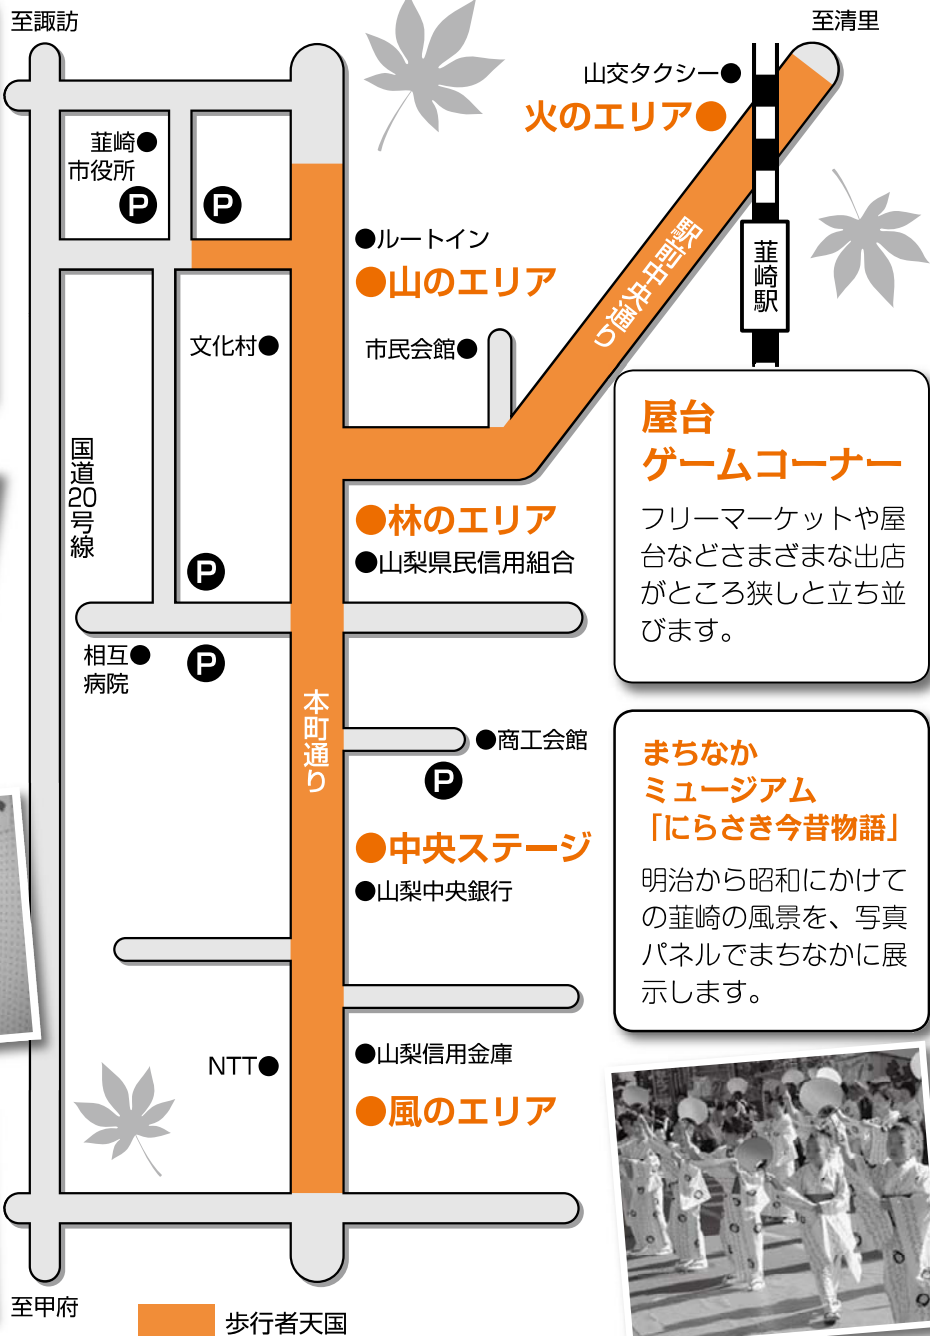 至諏訪
至清里
山交タクシー
火のエリア
韮崎
市役所
P
P
ルートイン
山のエリア
駅前中央通り
韮崎駅
文化村
市民会館
国道20号線
屋台
ゲームコーナー
フリーマーケットや屋
台などさまざまな出店
がところ狭しと立ち並
びます。
林のエリア
山梨県民信用組合
P
相互
病院
P
本町通り
商工会館
P
まちなか
ミュージアム
「にらさき今昔物語」
明治から昭和にかけて
の韮崎の風景を、写真
パネルでまちなかに展
示します。
中央ステージ
山梨中央銀行
NTT
山梨信用金庫
風のエリア
至甲府
歩行者天国